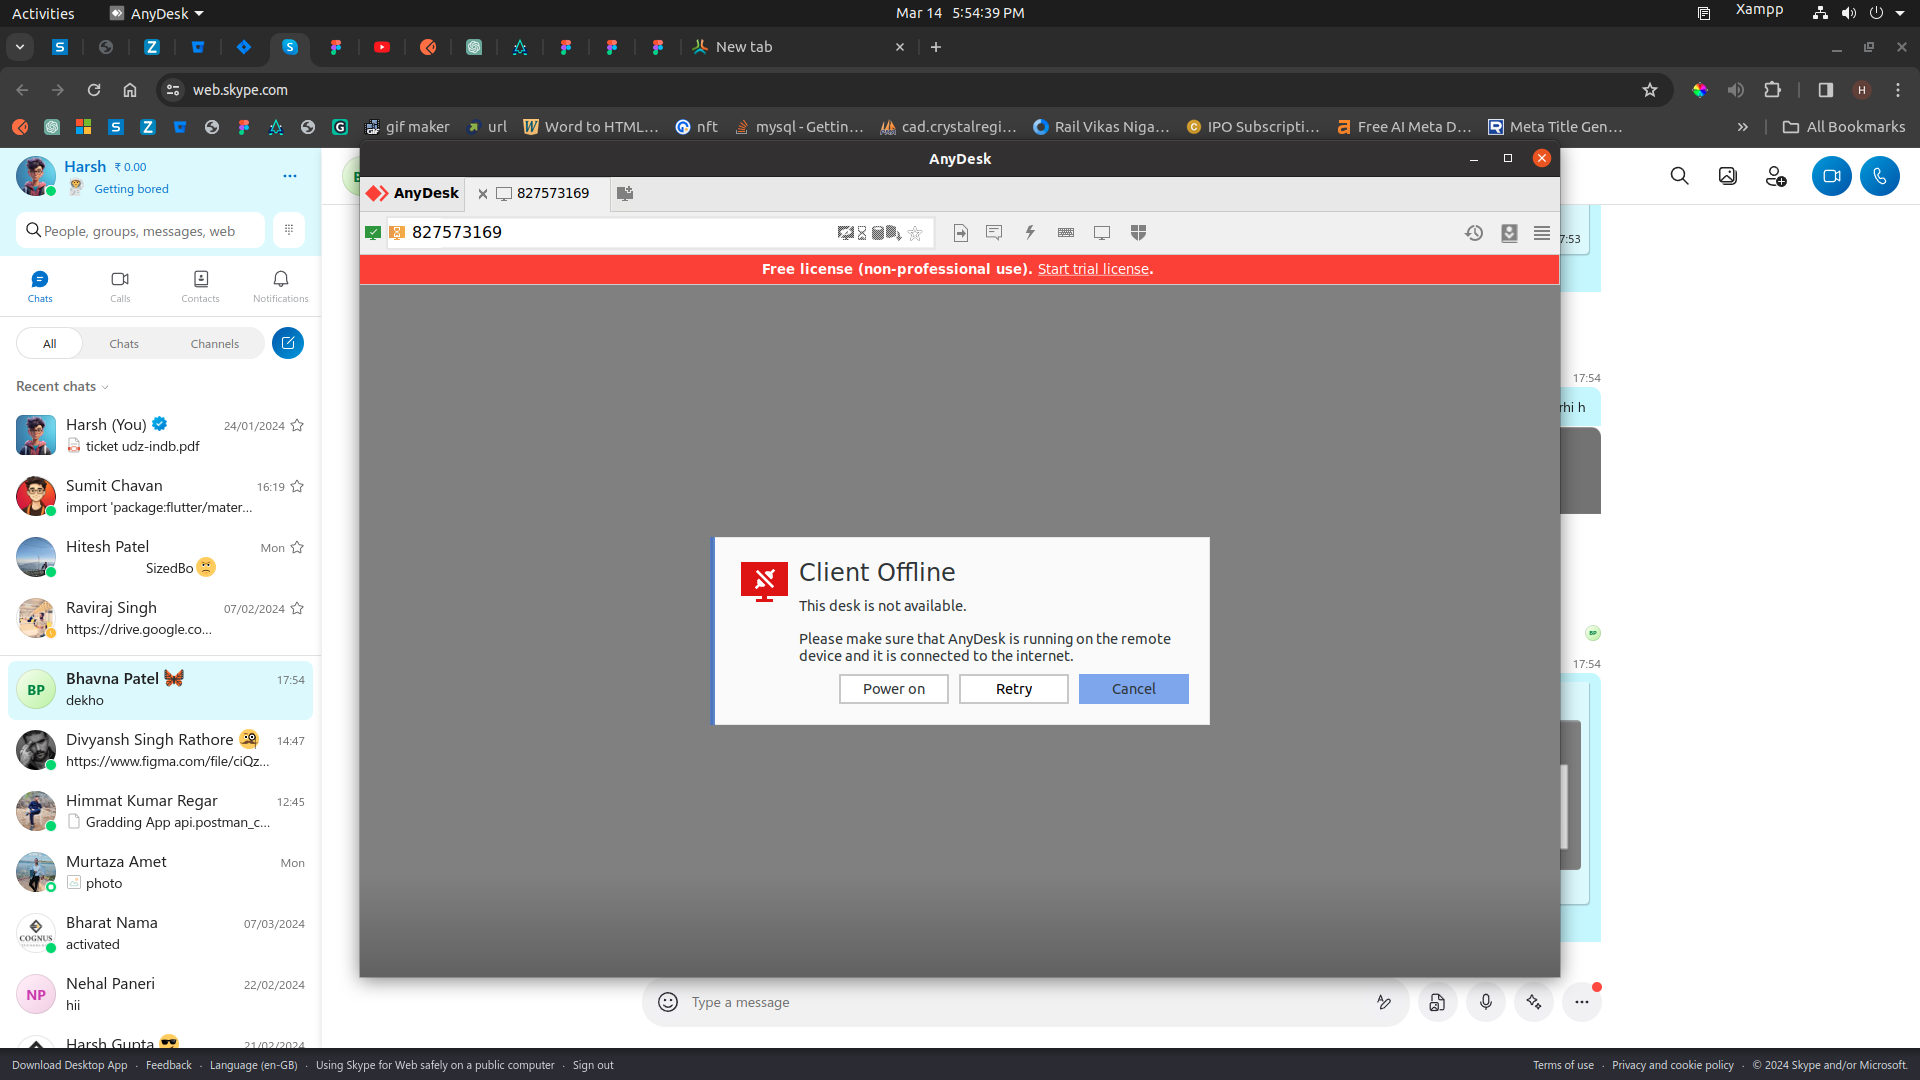 Activities
AnyDesk
Mar 14 5:54:39 PM
Xampp
New tab
web.skype.com
H
gif maker
url
Word to HTML...
nft
mysql - Gettin...
cad.crystalregi...
Rail Vikas Niga...
IPO Subscripti...
Free AI Meta D...
Meta Title Gen...
All Bookmarks
Harsh ₹ 0.00
Getting bored
People, groups, messages, web
Chats
Calls
Contacts
Notifications
All
Chats
Channels
Recent chats
Harsh (You) 24/01/2024
ticket udz-indb.pdf
Sumit Chavan 16:19
import 'package:flutter/mater...
Hitesh Patel Mon
SizedBo
Raviraj Singh 07/02/2024
https://drive.google.co...
BP
Bhavna Patel 17:54
dekho
Divyansh Singh Rathore 14:47
https://www.figma.com/file/ciQz...
Himmat Kumar Regar 12:45
Gradding App api.postman_c...
Murtaza Amet Mon
photo
COGNUS
Bharat Nama 07/03/2024
activated
NP
Nehal Paneri 22/02/2024
hii
Harsh Gupta 21/02/2024
AnyDesk
AnyDesk
827573169
827573169
Free license (non-professional use). Start trial license.
Client Offline
This desk is not available.
Please make sure that AnyDesk is running on the remote
device and it is connected to the internet.
Power on
Retry
Cancel
7:53
17:54
rhi h
BP
17:54
Type a message
Download Desktop App · Feedback · Language (en-GB) · Using Skype for Web safely on a public computer · Sign out
Terms of use · Privacy and cookie policy · © 2024 Skype and/or Microsoft.